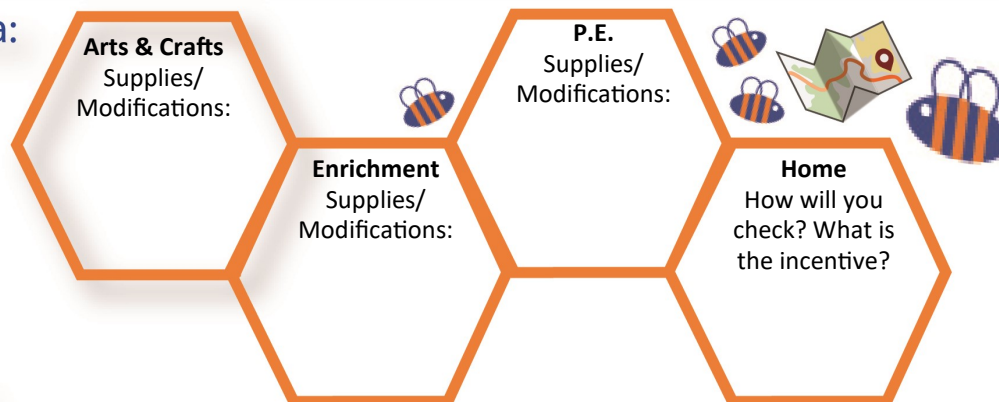 a:
Arts & Crafts
Supplies/
Modifications:
Enrichment
Supplies/
Modifications:
P.E.
Supplies/
Modifications:
Home
How will you
check? What is
the incentive?